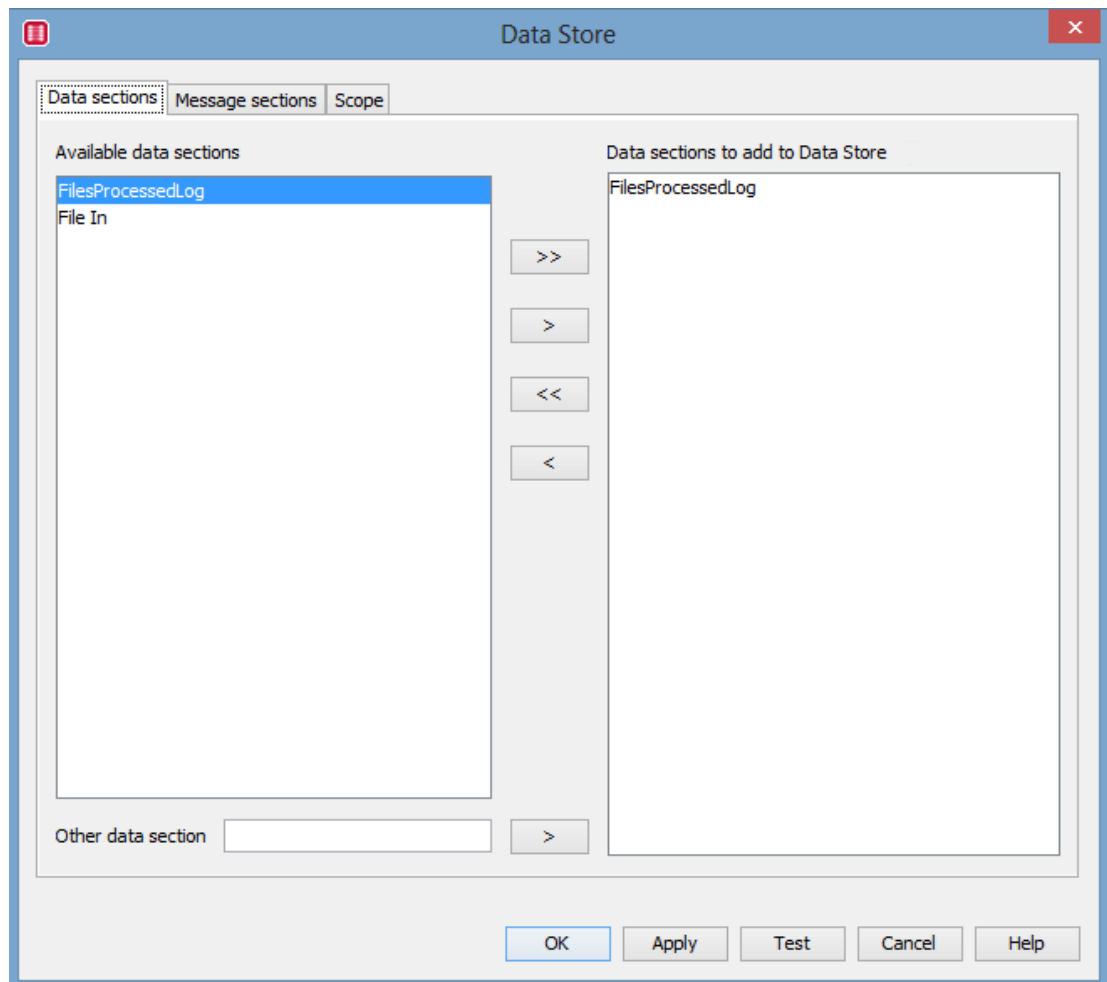 Data Store
Data sections Message sections Scope
Available data sections
Data sections to add to Data Store
FilesProcessedLog
File In
FilesProcessedLog
>>
>
<<
<
Other data section
>
OK Apply Test Cancel Help